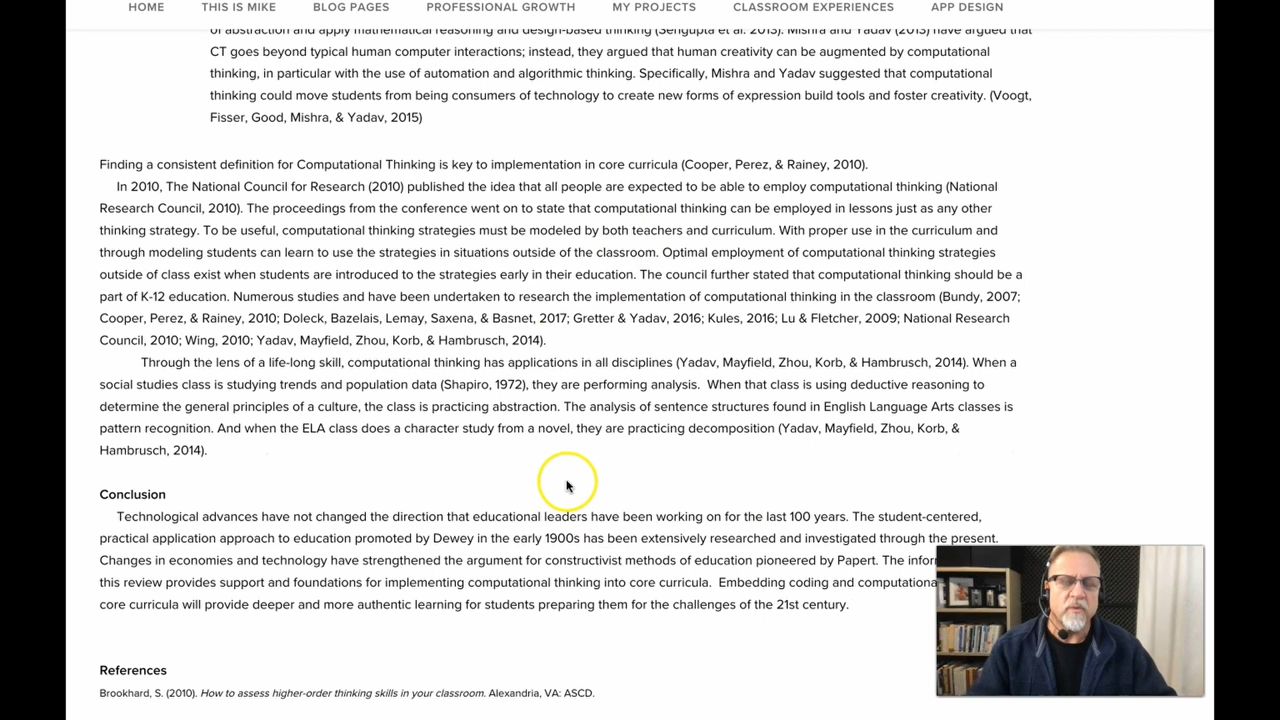 HOME THIS IS MIKE BLOG PAGES PROFESSIONAL GROWTH MY PROJECTS CLASSROOM EXPERIENCES APP DESIGN
of abstraction and apply mathematical reasoning and design-based thinking (Sengupta et al. 2013). Mishra and Yadav (2013) have argued that
CT goes beyond typical human computer interactions; instead, they argued that human creativity can be augmented by computational
thinking, in particular with the use of automation and algorithmic thinking. Specifically, Mishra and Yadav suggested that computational
thinking could move students from being consumers of technology to create new forms of expression build tools and foster creativity. (Voogt,
Fisser, Good, Mishra, & Yadav, 2015)
Finding a consistent definition for Computational Thinking is key to implementation in core curricula (Cooper, Perez, & Rainey, 2010).
In 2010, The National Council for Research (2010) published the idea that all people are expected to be able to employ computational thinking (National
Research Council, 2010). The proceedings from the conference went on to state that computational thinking can be employed in lessons just as any other
thinking strategy. To be useful, computational thinking strategies must be modeled by both teachers and curriculum. With proper use in the curriculum and
through modeling students can learn to use the strategies in situations outside of the classroom. Optimal employment of computational thinking strategies
outside of class exist when students are introduced to the strategies early in their education. The council further stated that computational thinking should be a
part of K-12 education. Numerous studies and have been undertaken to research the implementation of computational thinking in the classroom (Bundy, 2007;
Cooper, Perez, & Rainey, 2010; Doleck, Bazelais, Lemay, Saxena, & Basnet, 2017; Gretter & Yadav, 2016; Kules, 2016; Lu & Fletcher, 2009; National Research
Council, 2010; Wing, 2010; Yadav, Mayfield, Zhou, Korb, & Hambrusch, 2014).
Through the lens of a life-long skill, computational thinking has applications in all disciplines (Yadav, Mayfield, Zhou, Korb, & Hambrusch, 2014). When a
social studies class is studying trends and population data (Shapiro, 1972), they are performing analysis. When that class is using deductive reasoning to
determine the general principles of a culture, the class is practicing abstraction. The analysis of sentence structures found in English Language Arts classes is
pattern recognition. And when the ELA class does a character study from a novel, they are practicing decomposition (Yadav, Mayfield, Zhou, Korb, &
Hambrusch, 2014).
Conclusion
Technological advances have not changed the direction that educational leaders have been working on for the last 100 years. The student-centered,
practical application approach to education promoted by Dewey in the early 1900s has been extensively researched and investigated through the present.
Changes in economies and technology have strengthened the argument for constructivist methods of education pioneered by Papert. The
this review provides support and foundations for implementing computational thinking into core curricula. Embedding coding and
core curricula will provide deeper and more authentic learning for students preparing them for the challenges of the 21st century.
References
Brookhard, S. (2010). How to assess higher-order thinking skills in your classroom. Alexandria, VA: ASCD.